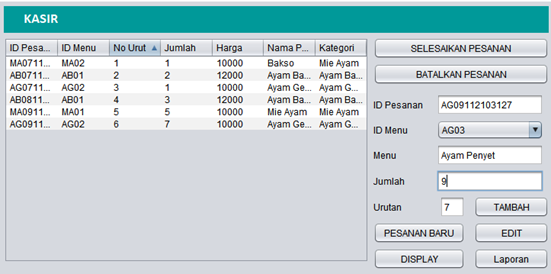 KASIR
ID Pesa... ID Menu No Urut Jumlah Harga Nama P... Kategori
MA0711... MA02 1 1 10000 Bakso Mie Ayam
AB0711... AB01 2 2 12000 Ayam Ba... Ayam Ba...
AG0711... AG02 3 1 10000 Ayam Ge... Ayam G...
AB0811... AB01 4 3 12000 Ayam Ba... Ayam Ba...
MA0911... MA01 5 5 10000 Mie Ayam Mie Ayam
AG0911... AG02 6 7 10000 Ayam Ge... Ayam G...
SELESAIKAN PESANAN
BATALKAN PESANAN
ID Pesanan AG09112103127
ID Menu AG03
Menu Ayam Penyet
Jumlah 9
Urutan 7 TAMBAH
PESANAN BARU EDIT
DISPLAY Laporan